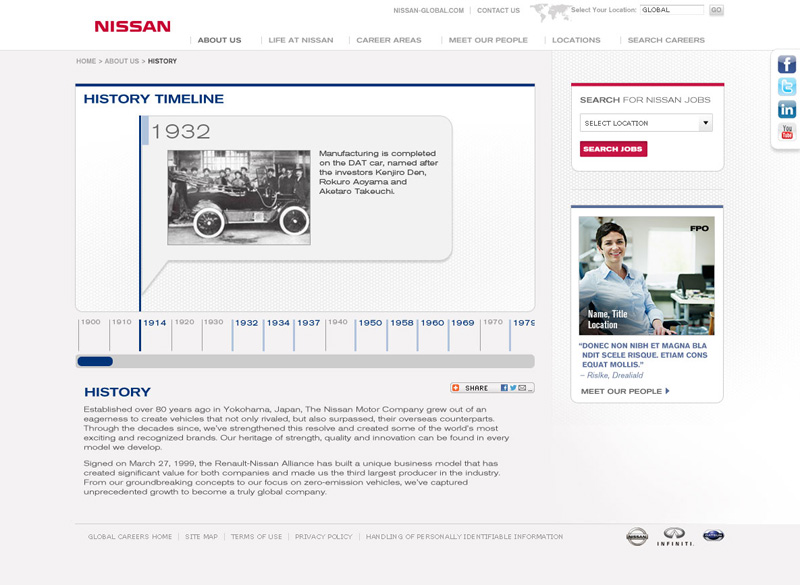 NISSAN-GLOBAL.COM CONTACT US Select Your Location: GLOBAL GO
NISSAN
ABOUT US LIFE AT NISSAN CAREER AREAS MEET OUR PEOPLE LOCATIONS SEARCH CAREERS
HOME > ABOUT US > HISTORY
HISTORY TIMELINE
1932
Manufacturing is completed
on the DAT car, named after
the investors Kenjiro Den,
Rokuro Aoyama and
Aketaro Takeuchi.
1900 1910 1914 1920 1930 1932 1934 1937 1940 1950 1958 1960 1969 1970 1979
HISTORY
SHARE
Established over 80 years ago in Yokohama, Japan, The Nissan Motor Company grew out of an
eagerness to create vehicles that not only rivaled, but also surpassed, their overseas counterparts.
Through the decades since, we've strengthened this resolve and created some of the world's most
exciting and recognized brands. Our heritage of strength, quality and innovation can be found in every
model we develop.
Signed on March 27, 1999, the Renault-Nissan Alliance has built a unique business model that has
created significant value for both companies and made us the third largest producer in the industry.
From our groundbreaking concepts to our focus on zero-emission vehicles, we've captured
unprecedented growth to become a truly global company.
SEARCH FOR NISSAN JOBS
SELECT LOCATION
SEARCH JOBS
FPO
Name, Title
Location
"DONEC NON NIBH ET MAGNA BLA
NDIT SCELE RISQUE. ETIAM CONS
EQUAT MOLLIS."
– Rislke, Drealiald
MEET OUR PEOPLE
f
t
in
You Tube
GLOBAL CAREERS HOME SITE MAP TERMS OF USE PRIVACY POLICY HANDLING OF PERSONALLY IDENTIFIABLE INFORMATION
NISSAN INFINITI